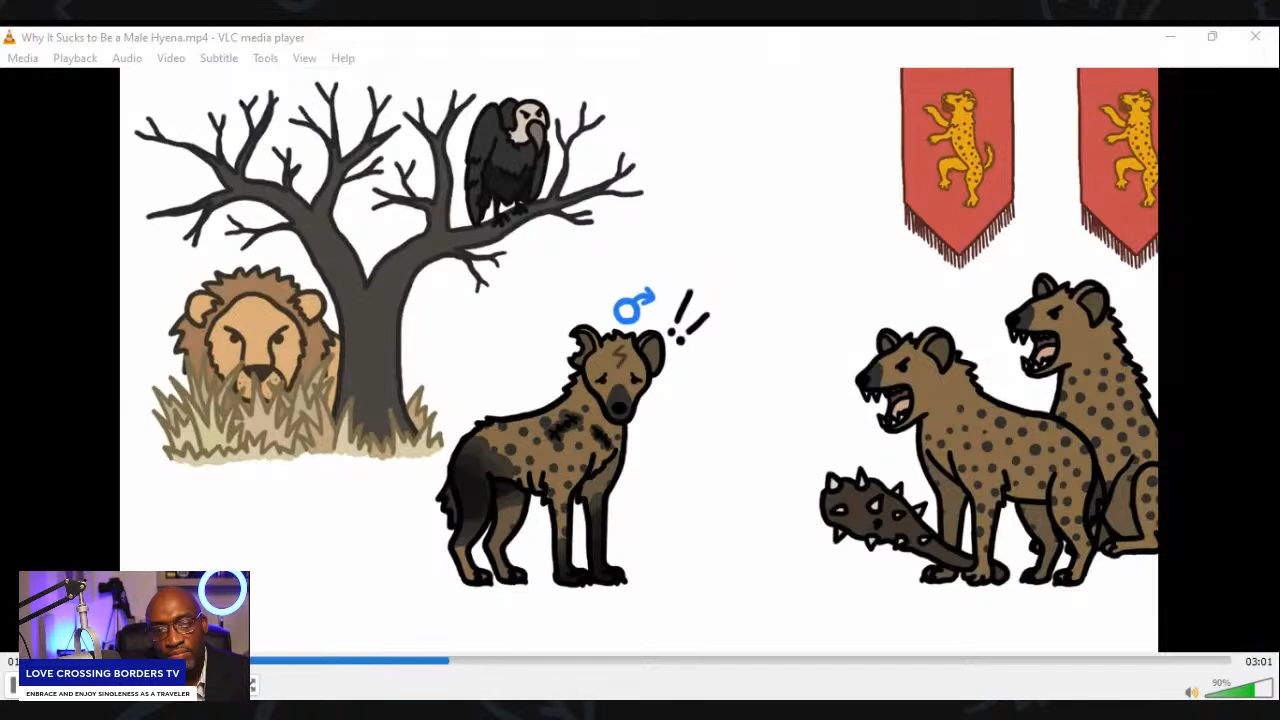 Why It Sucks to Be a Male Hyena.mp4 - VLC media player
Media Playback Audio Video Subtitle Tools View Help
03:01
90%
LOVE CROSSING BORDERS TV
ENBRACE AND ENJOY SINGLENESS AS A TRAVELER